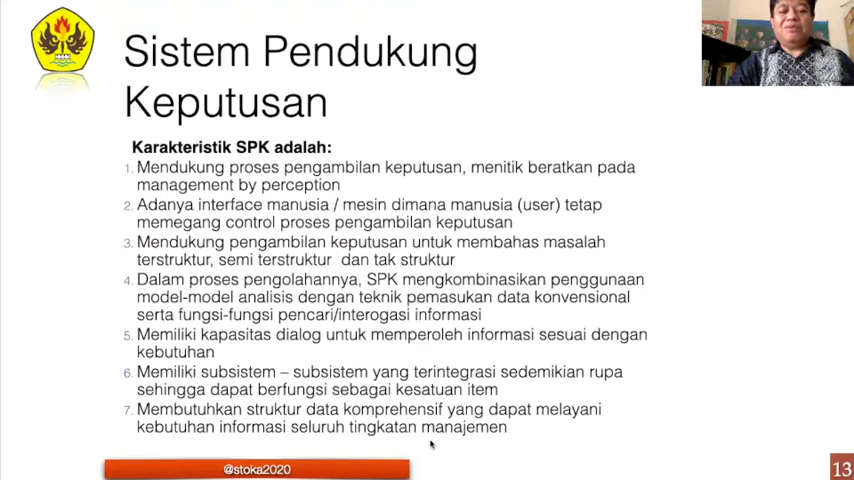 Sistem Pendukung
Keputusan
Karakteristik SPK adalah:
1. Mendukung proses pengambilan keputusan, menitik beratkan pada
management by perception
2. Adanya interface manusia / mesin dimana manusia (user) tetap
memegang control proses pengambilan keputusan
3. Mendukung pengambilan keputusan untuk membahas masalah
terstruktur, semi terstruktur dan tak struktur
4. Dalam proses pengolahannya, SPK mengkombinasikan penggunaan
model-model analisis dengan teknik pemasukan data konvensional
serta fungsi-fungsi pencari/interogasi informasi
5. Memiliki kapasitas dialog untuk memperoleh informasi sesuai dengan
kebutuhan
6. Memiliki subsistem – subsistem yang terintegrasi sedemikian rupa
sehingga dapat berfungsi sebagai kesatuan item
7. Membutuhkan struktur data komprehensif yang dapat melayani
kebutuhan informasi seluruh tingkatan manajemen
@stoka2020
13